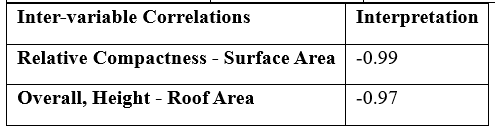 Inter-variable Correlations Interpretation
Relative Compactness - Surface Area -0.99
Overall, Height - Roof Area -0.97